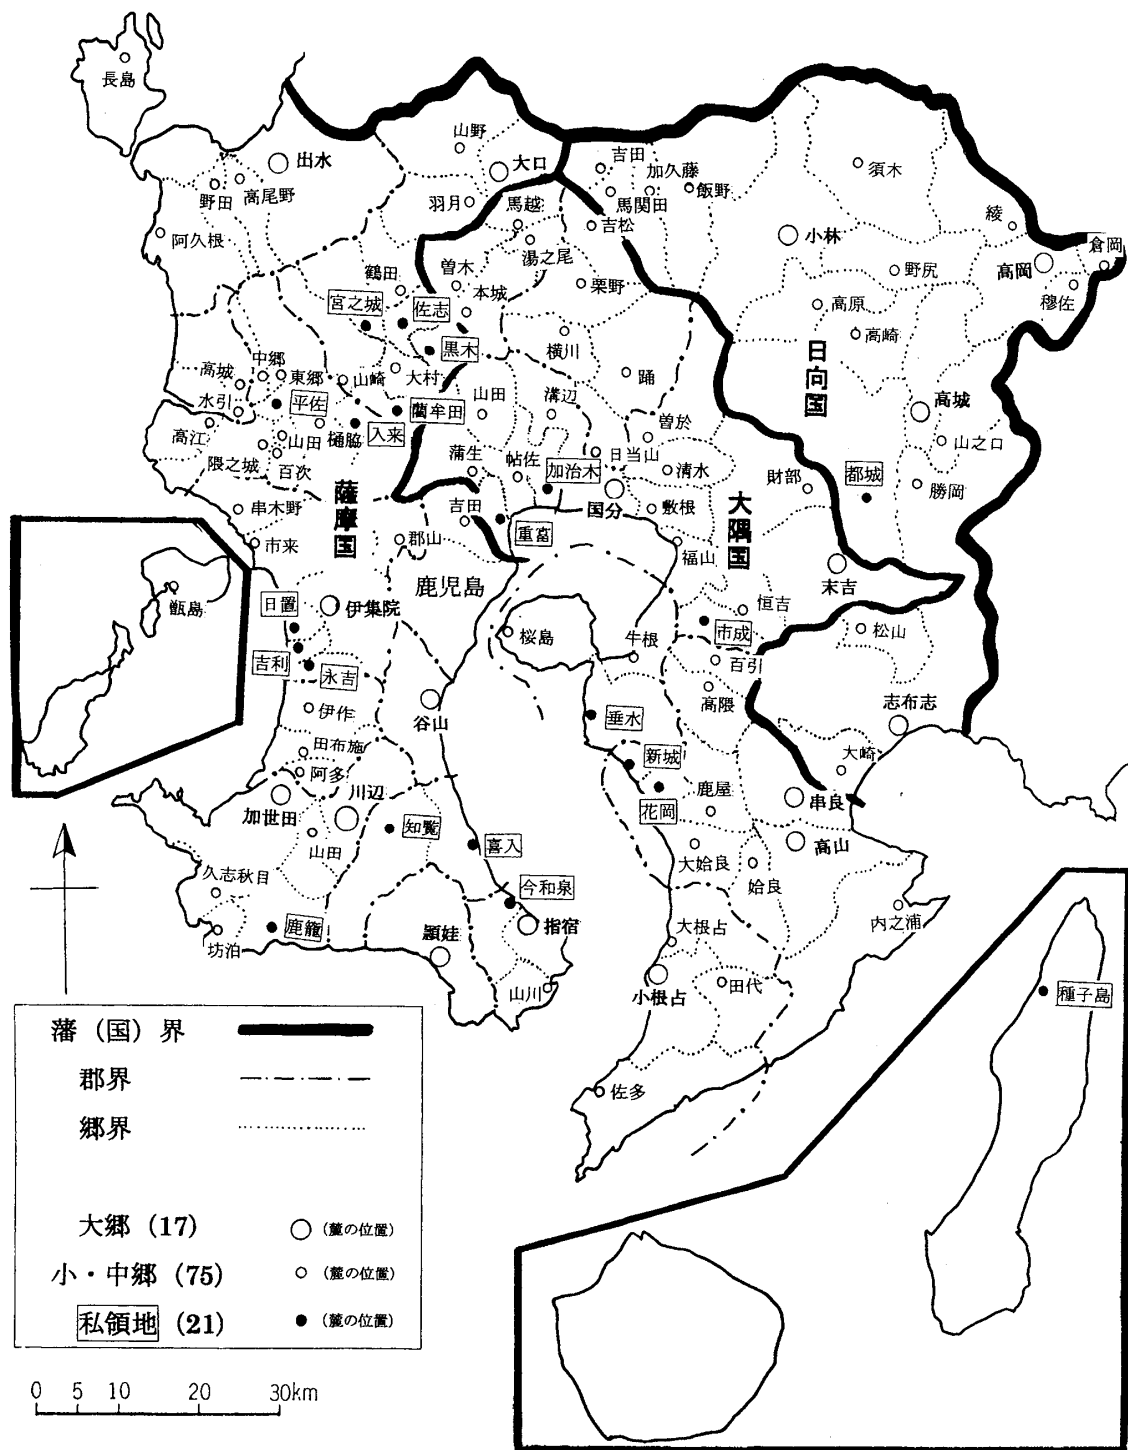 長島
山野
出水
大口
吉田
加久藤
飯野
須木
野田
高尾野
羽月
馬越
馬関田
綾
阿久根
吉松
小林
倉岡
湯之尾
高岡
鶴田
曽木
野尻
宮之城
佐志
本城
栗野
高原
穆佐
黒木
横川
高崎
日向国
中郷
高城
東郷
山崎
大村
踊
水引
平佐
藺牟田
山田
溝辺
高城
高江
山田
樋脇
入来
曽於
山之口
隈之城
百次
蒲生
帖佐
加治木
日当山
清水
財部
都城
勝岡
薩摩国
串木野
吉田
重富
国分
敷根
大隅国
市来
郡山
福山
末吉
甑島
鹿児島
日置
伊集院
恒吉
桜島
市成
松山
吉利
永吉
牛根
百引
伊作
谷山
垂水
高隈
志布志
田布施
新城
大崎
阿多
川辺
花岡
鹿屋
串良
加世田
知覧
山田
喜入
大姶良
姶良
高山
久志秋目
今和泉
大根占
内之浦
鹿籠
頴娃
指宿
坊泊
山川
小根占
田代
種子島
佐多
藩(国)界
郡界
郷界
大郷(17) (麓の位置)
小・中郷(75) (麓の位置)
私領地(21) (麓の位置)
0 5 10 20 30km